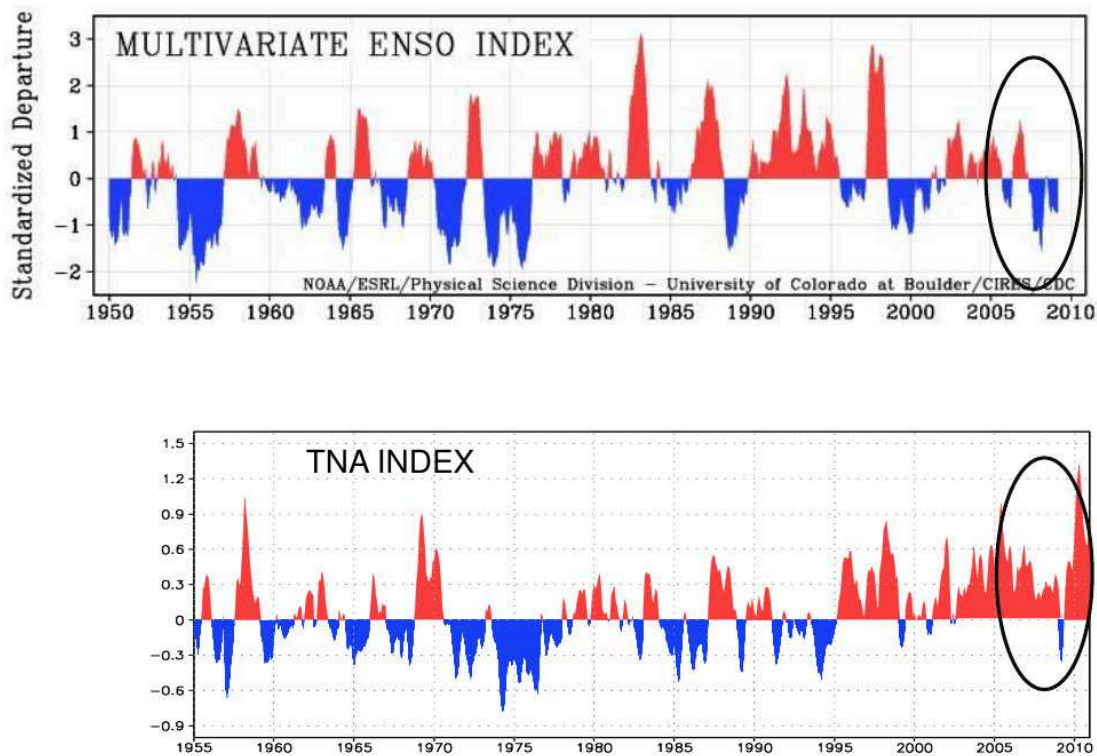 MULTIVARIATE ENSO INDEX
Standardized Departure
3
2
1
0
−1
−2
NOAA/ESRL/Physical Science Division − University of Colorado at Boulder/CIRES/CDC
1950 1955 1960 1965 1970 1975 1980 1985 1990 1995 2000 2005 2010
TNA INDEX
1.5
1.2
0.9
0.6
0.3
0
−0.3
−0.6
−0.9
1955 1960 1965 1970 1975 1980 1985 1990 1995 2000 2005 2010